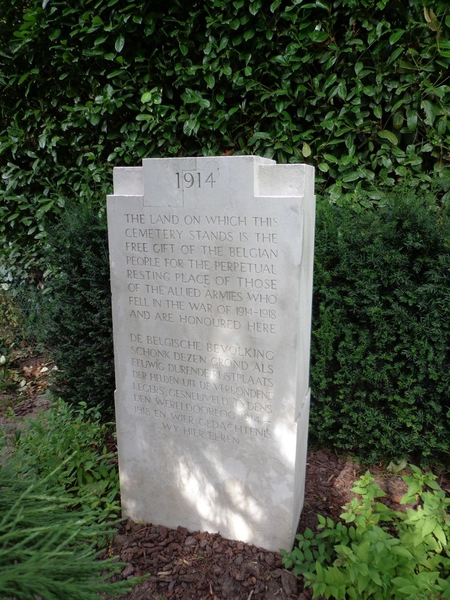 1914
THE LAND ON WHICH THIS
CEMETERY STANDS IS THE
FREE GIFT OF THE BELGIAN
PEOPLE FOR THE PERPETUAL
RESTING PLACE OF THOSE
OF THE ALLIED ARMIES WHO
FELL IN THE WAR OF 1914-1918
AND ARE HONOURED HERE
DE BELGISCHE BEVOLKING
SCHONK DEZEN GROND ALS
EEUWIG DURENDE RUSTPLAATS
DER HELDEN UIT DE VERBONDENE
LEGERS GESNEUVELD TIJDENS
DEN WERELDOORLOG
1918 EN WIER GEDACHTENIS
WY HIER EEREN